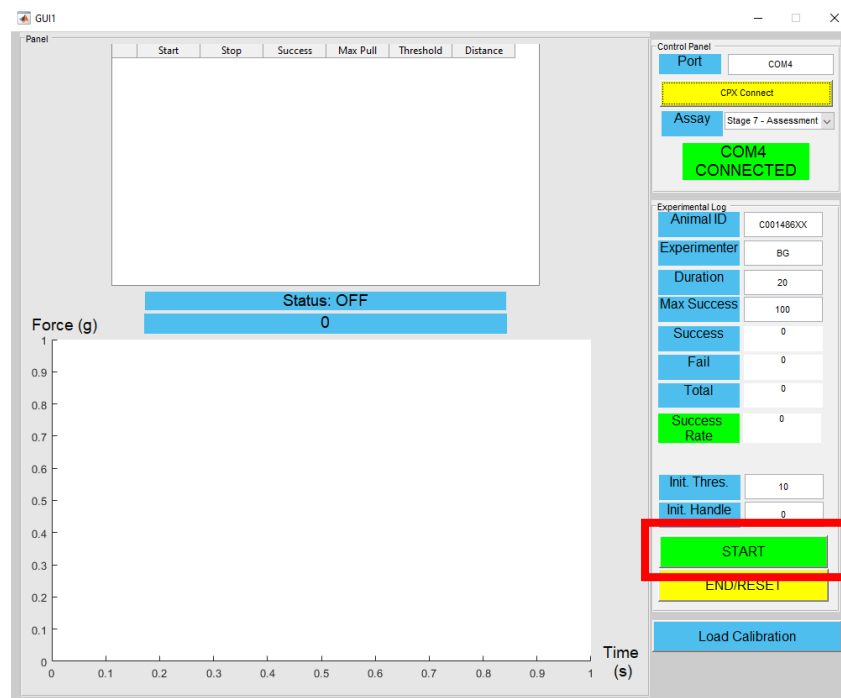 GUI1
Panel
Start Stop Success Max Pull Threshold Distance
Status: OFF
0
Force (g)
1
0.9
0.8
0.7
0.6
0.5
0.4
0.3
0.2
0.1
0
0 0.1 0.2 0.3 0.4 0.5 0.6 0.7 0.8 0.9 1
Time
(s)
Control Panel
Port COM4
CPX Connect
Assay Stage 7 - Assessment
COM4
CONNECTED
Experimental Log
Animal ID C001486XX
Experimenter BG
Duration 20
Max Success 100
Success 0
Fail 0
Total 0
Success 0
Rate
Init. Thres. 10
Init. Handle 0
START
END/RESET
Load Calibration